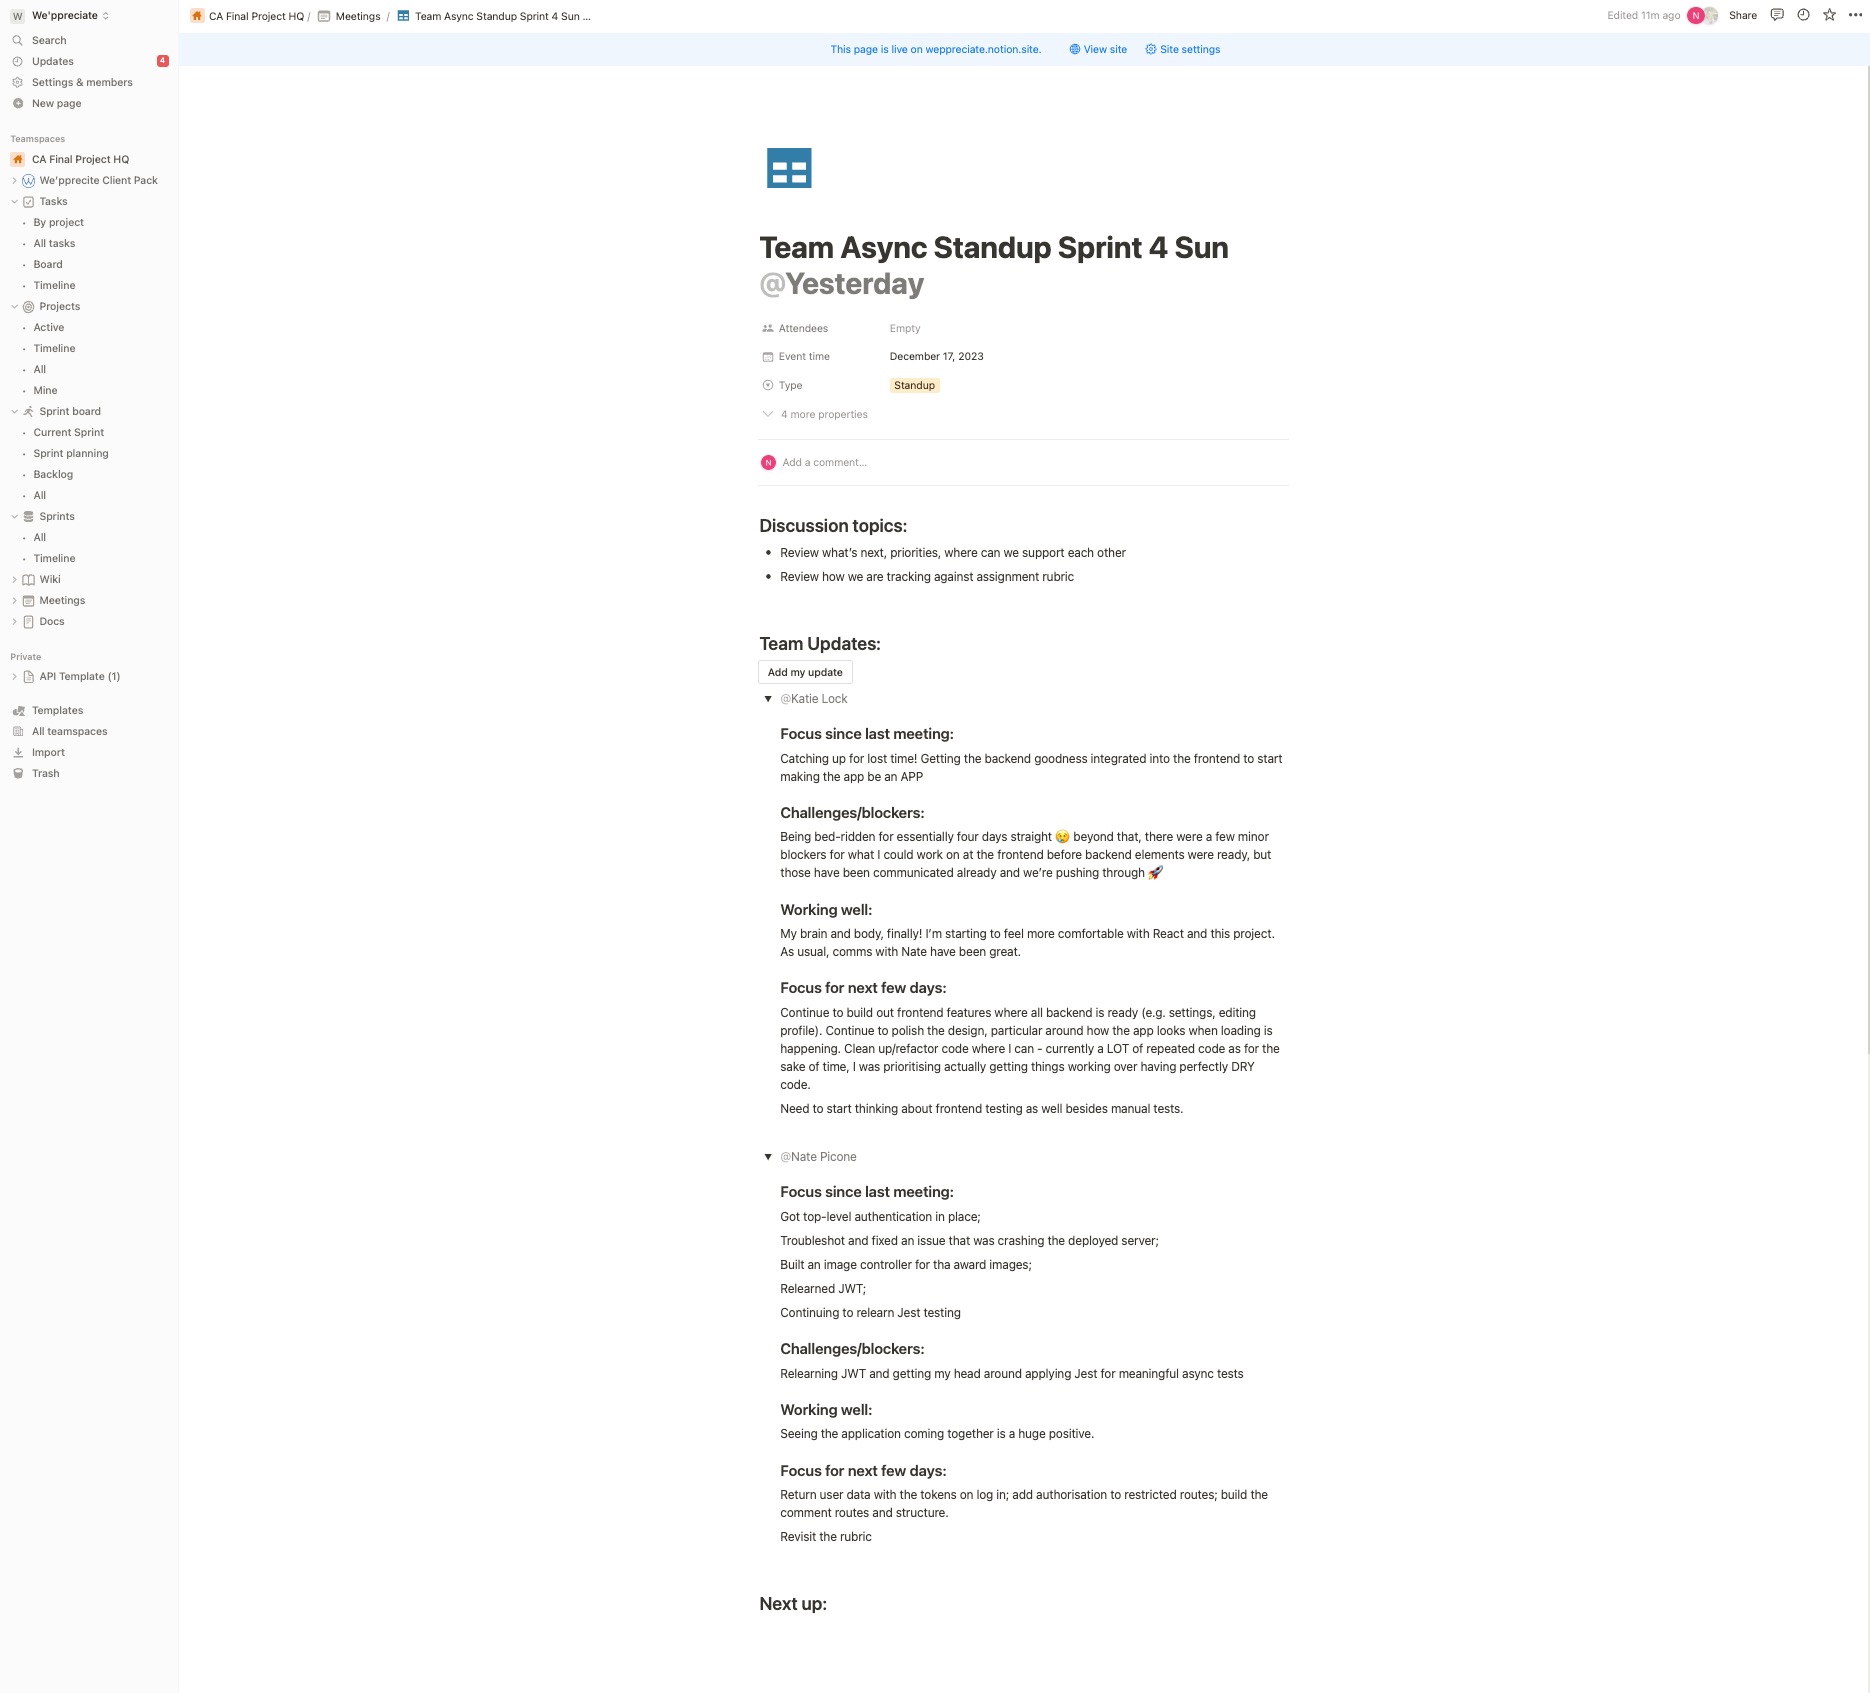 W We'ppreciate
Search
Updates 4
Settings & members
New page
Teamspaces
CA Final Project HQ
We'pprecite Client Pack
Tasks
By project
All tasks
Board
Timeline
Projects
Active
Timeline
All
Mine
Sprint board
Current Sprint
Sprint planning
Backlog
All
Sprints
All
Timeline
Wiki
Meetings
Docs
Private
API Template (1)
Templates
All teamspaces
Import
Trash
CA Final Project HQ / Meetings / Team Async Standup Sprint 4 Sun ...
Edited 11m ago N Share
This page is live on weppreciate.notion.site. View site Site settings
Team Async Standup Sprint 4 Sun
@Yesterday
Attendees Empty
Event time December 17, 2023
Type Standup
4 more properties
N Add a comment...
Discussion topics:
• Review what's next, priorities, where can we support each other
• Review how we are tracking against assignment rubric
Team Updates:
Add my update
@Katie Lock
Focus since last meeting:
Catching up for lost time! Getting the backend goodness integrated into the frontend to start
making the app be an APP
Challenges/blockers:
Being bed-ridden for essentially four days straight 😢 beyond that, there were a few minor
blockers for what I could work on at the frontend before backend elements were ready, but
those have been communicated already and we're pushing through 🚀
Working well:
My brain and body, finally! I'm starting to feel more comfortable with React and this project.
As usual, comms with Nate have been great.
Focus for next few days:
Continue to build out frontend features where all backend is ready (e.g. settings, editing
profile). Continue to polish the design, particular around how the app looks when loading is
happening. Clean up/refactor code where I can - currently a LOT of repeated code as for the
sake of time, I was prioritising actually getting things working over having perfectly DRY
code.
Need to start thinking about frontend testing as well besides manual tests.
@Nate Picone
Focus since last meeting:
Got top-level authentication in place;
Troubleshot and fixed an issue that was crashing the deployed server;
Built an image controller for tha award images;
Relearned JWT;
Continuing to relearn Jest testing
Challenges/blockers:
Relearning JWT and getting my head around applying Jest for meaningful async tests
Working well:
Seeing the application coming together is a huge positive.
Focus for next few days:
Return user data with the tokens on log in; add authorisation to restricted routes; build the
comment routes and structure.
Revisit the rubric
Next up: